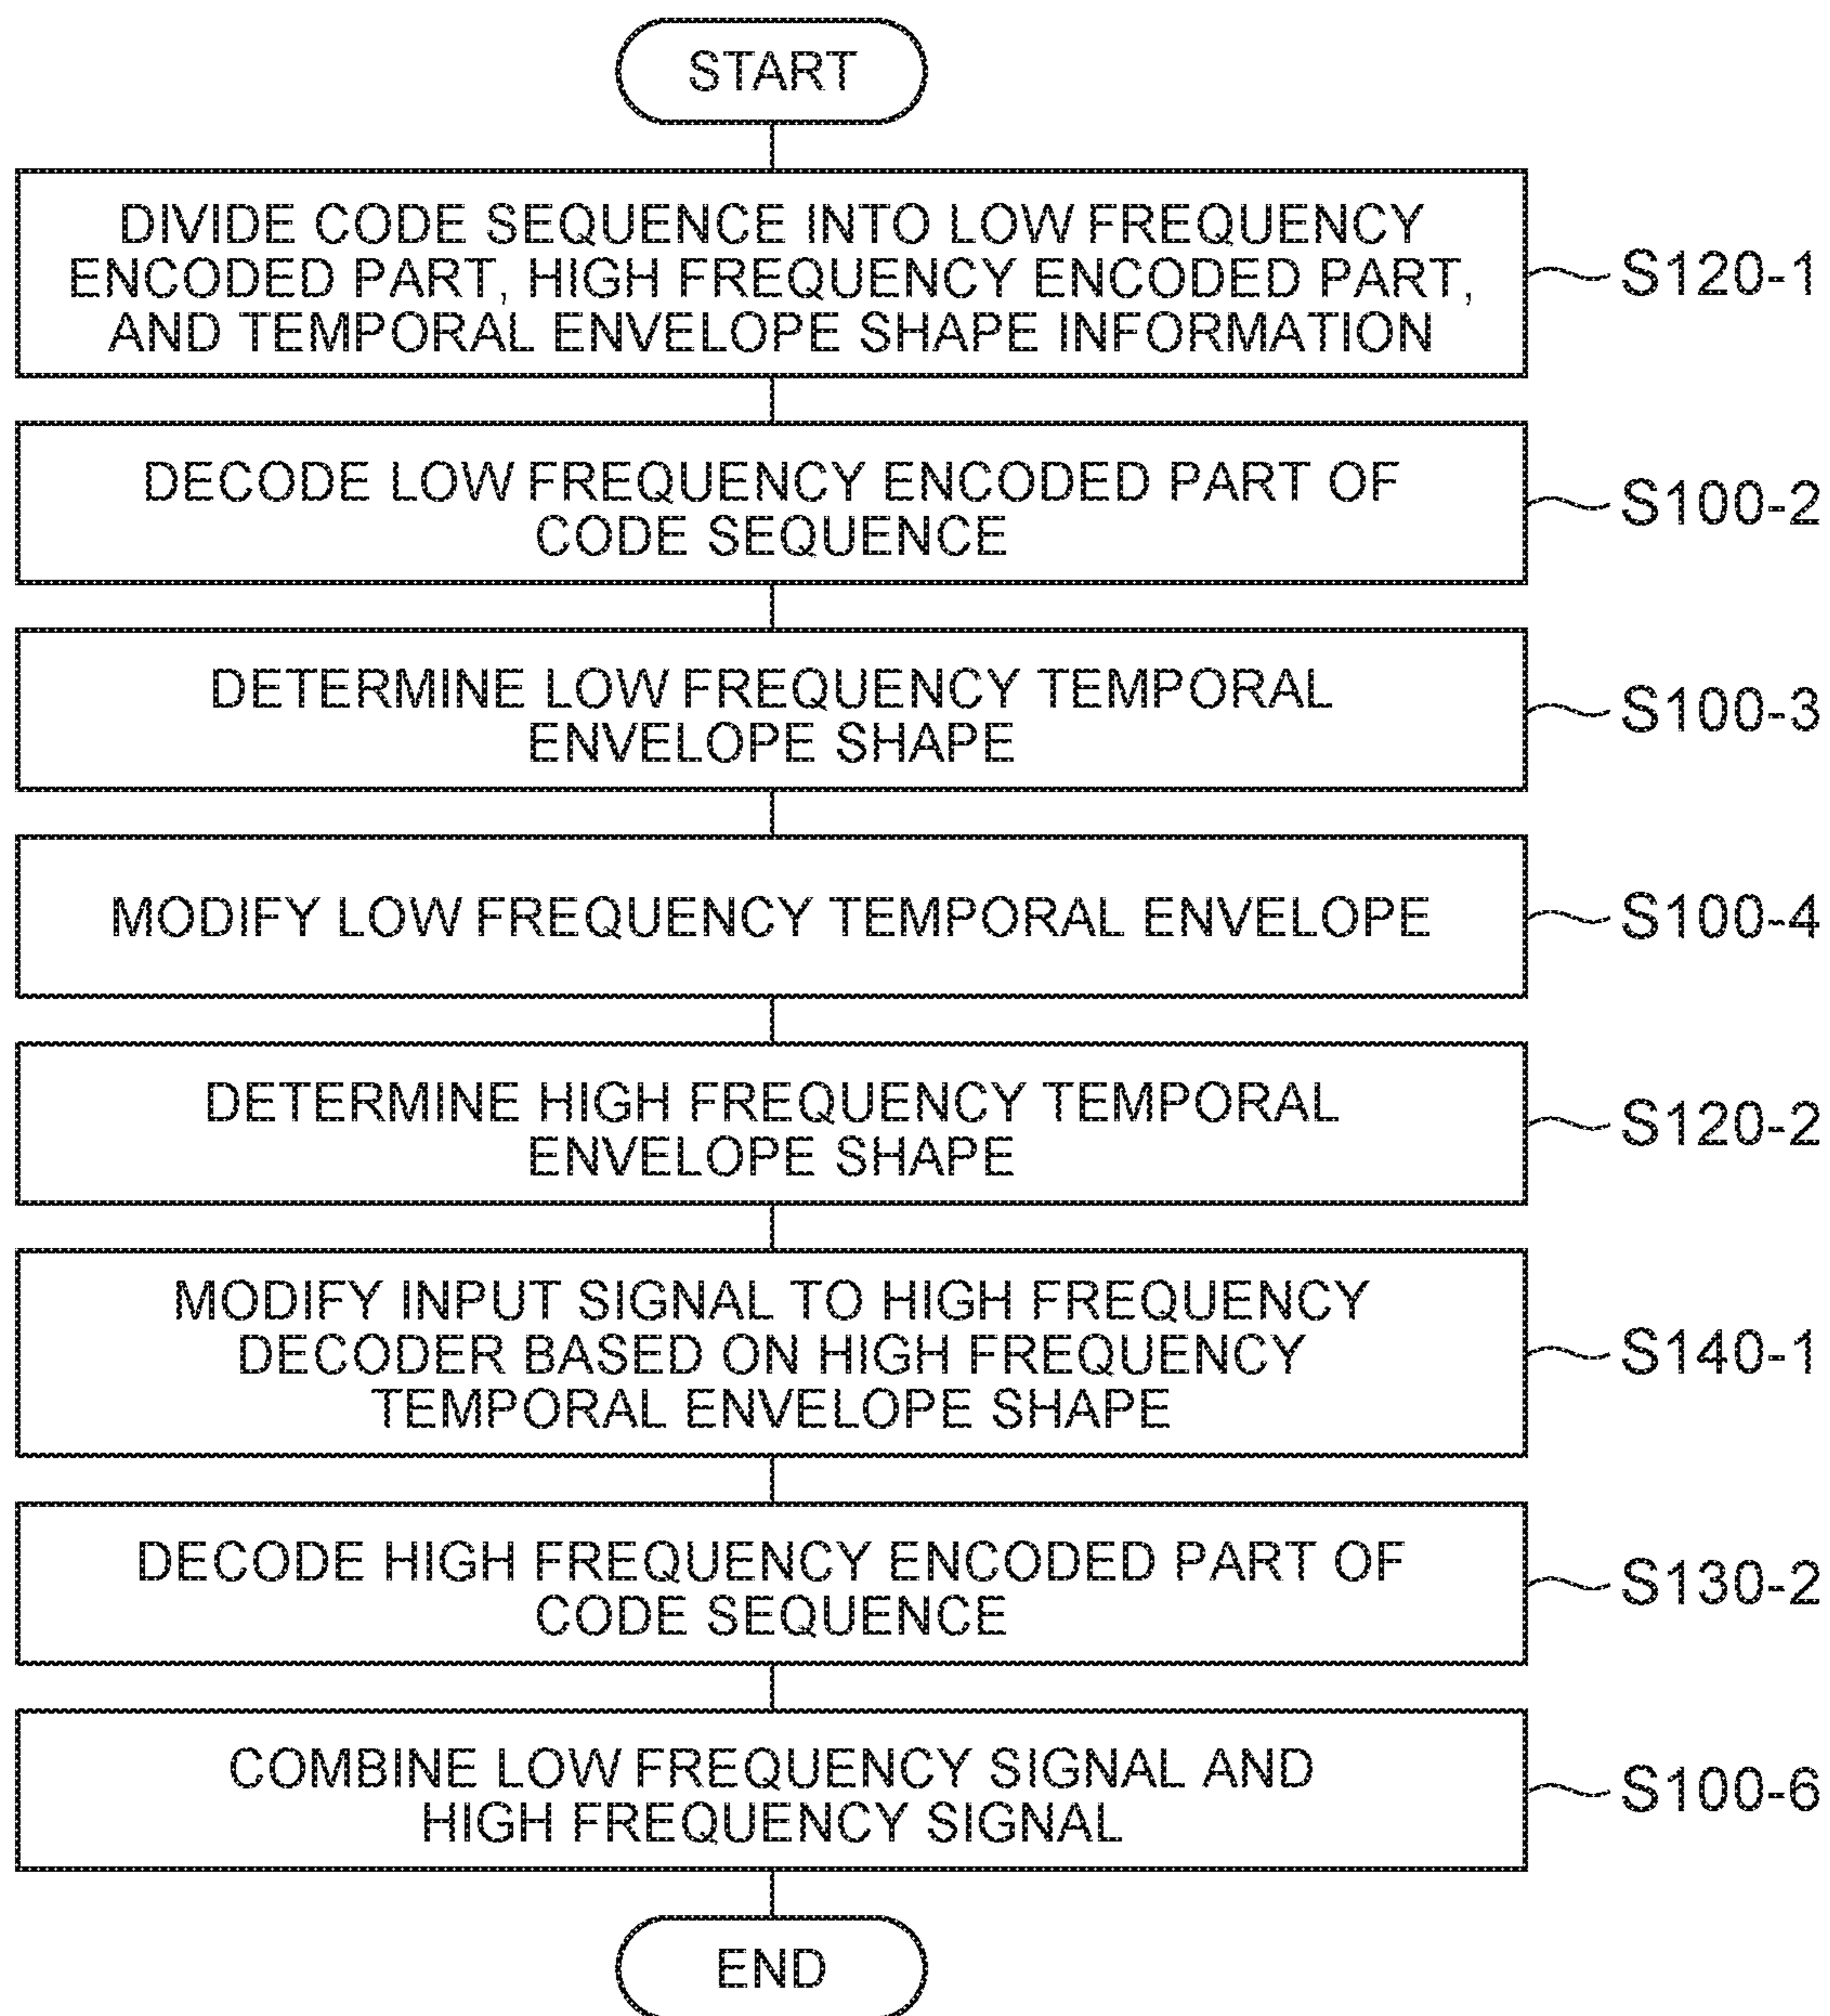 START
DIVIDE CODE SEQUENCE INTO LOW FREQUENCY
ENCODED PART, HIGH FREQUENCY ENCODED PART,
AND TEMPORAL ENVELOPE SHAPE INFORMATION
S120-1
DECODE LOW FREQUENCY ENCODED PART OF
CODE SEQUENCE
S100-2
DETERMINE LOW FREQUENCY TEMPORAL
ENVELOPE SHAPE
S100-3
MODIFY LOW FREQUENCY TEMPORAL ENVELOPE
S100-4
DETERMINE HIGH FREQUENCY TEMPORAL
ENVELOPE SHAPE
S120-2
MODIFY INPUT SIGNAL TO HIGH FREQUENCY
DECODER BASED ON HIGH FREQUENCY
TEMPORAL ENVELOPE SHAPE
S140-1
DECODE HIGH FREQUENCY ENCODED PART OF
CODE SEQUENCE
S130-2
COMBINE LOW FREQUENCY SIGNAL AND
HIGH FREQUENCY SIGNAL
S100-6
END